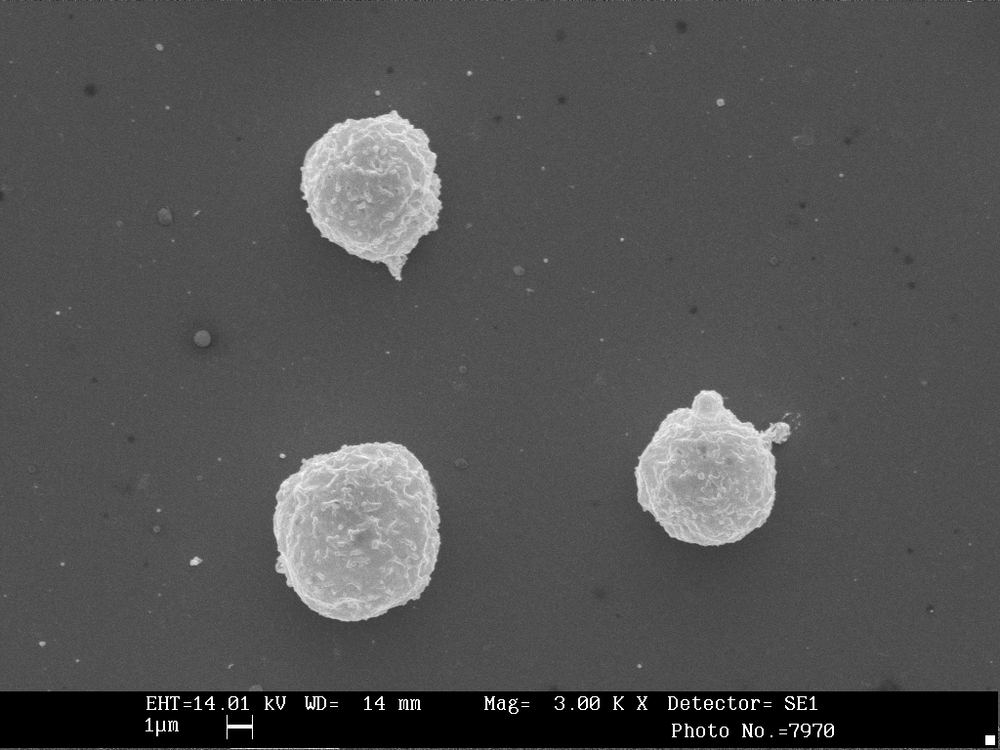 EHT=14.01 kV WD= 14 mm Mag= 3.00 K X Detector= SE1
1µm Photo No.=7970